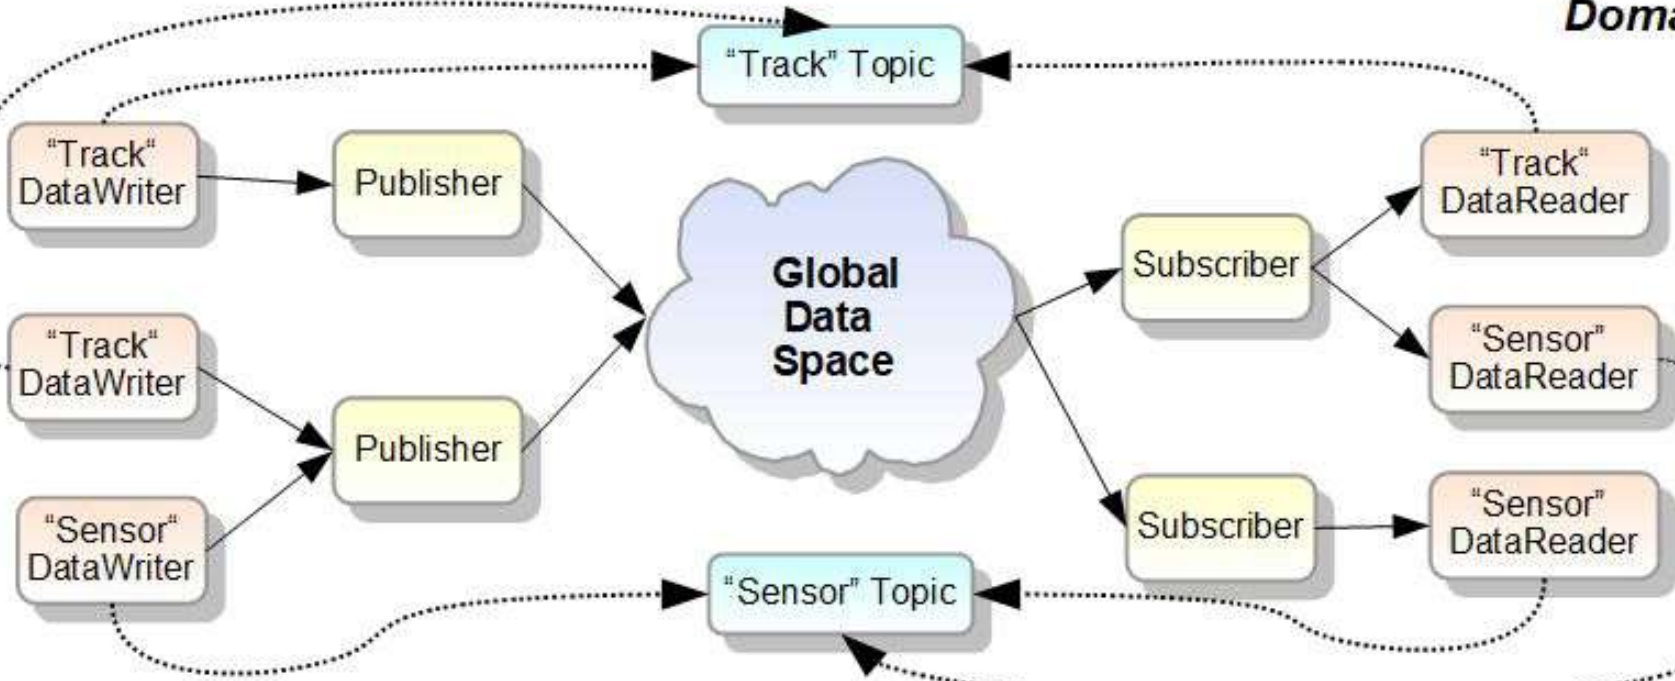 Doma
“Track” Topic
“Track“
DataWriter
Publisher
“Track“
DataReader
Global
Data
Space
Subscriber
“Track“
DataWriter
“Sensor”
DataReader
Publisher
“Sensor“
DataWriter
Subscriber
“Sensor”
DataReader
“Sensor” Topic